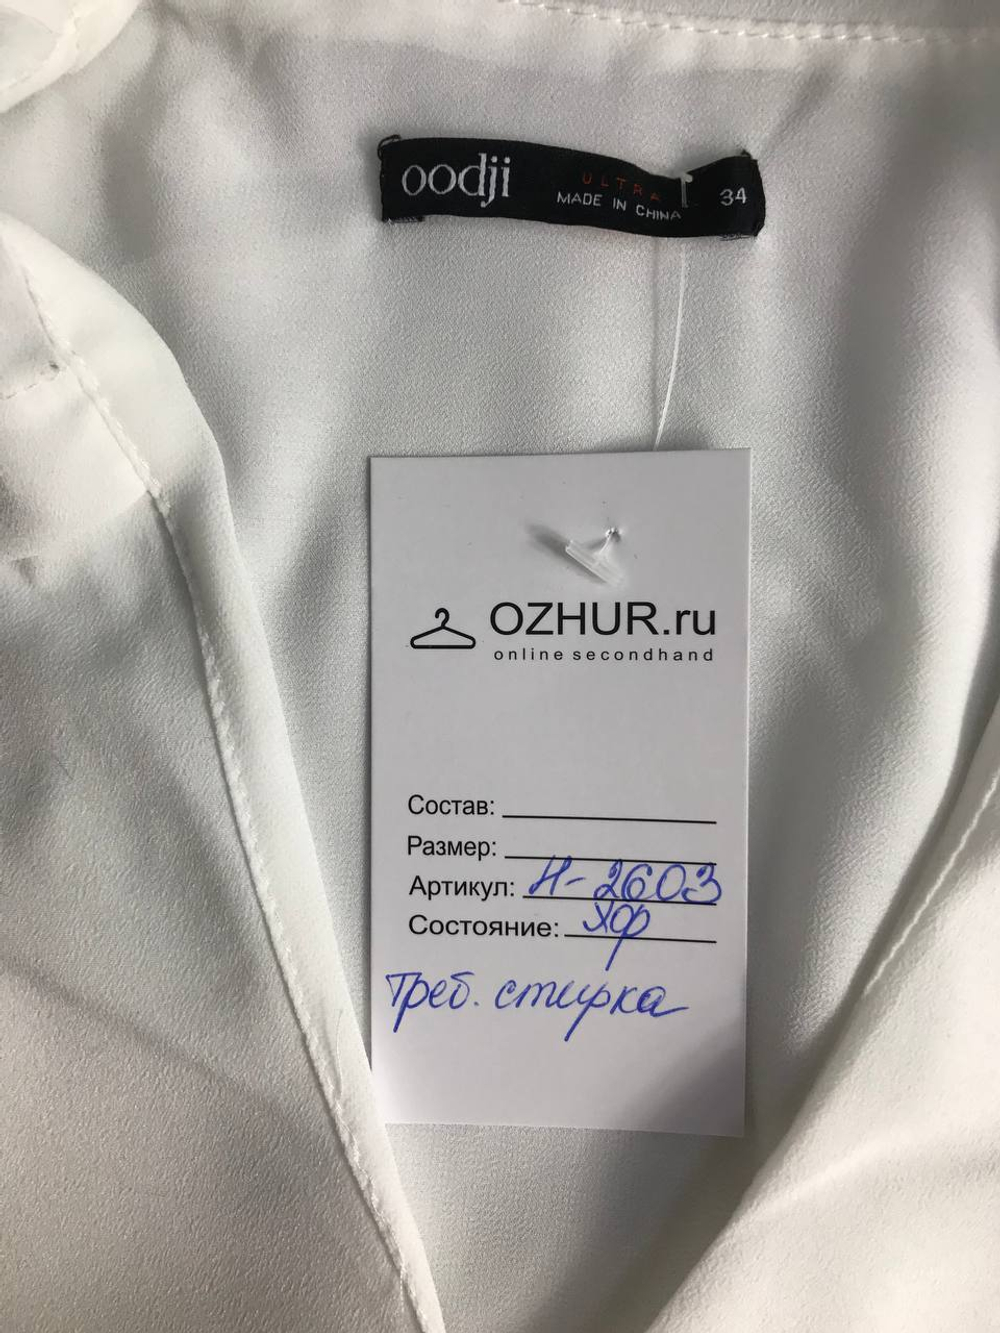 oodji
ULTRA
MADE IN CHINA
34
OZHUR.ru
online secondhand
Состав:
Размер:
Артикул: Н-2603
Состояние: ХФ
Треб. стирка